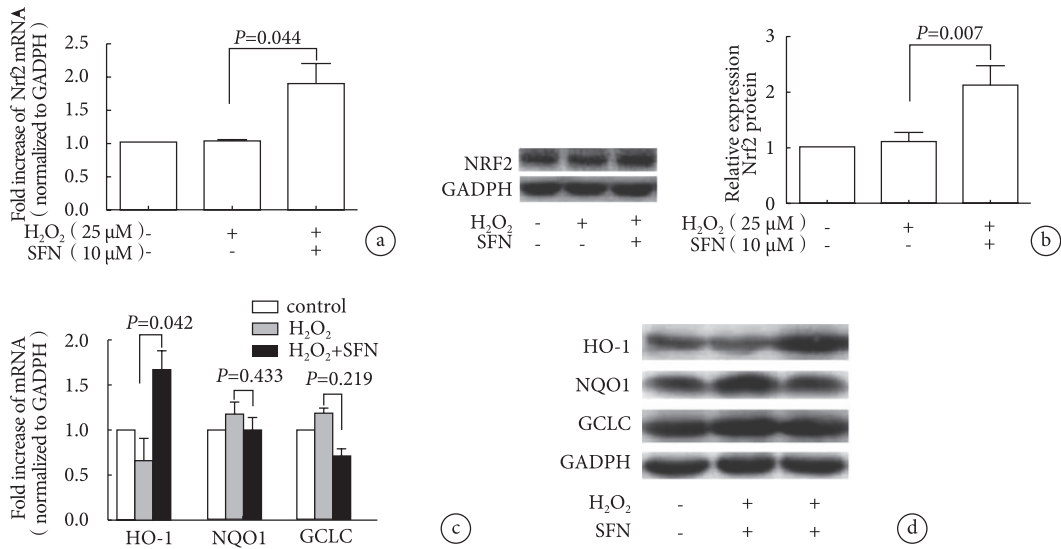 Fold increase of Nrf2 mRNA
( normalized to GADPH )
2.5
2.0
1.5
1.0
0.5
0.0
P=0.044
H₂O₂ ( 25 μM )- + +
SFN ( 10 μM )- - +
a
NRF2
GADPH
H₂O₂ - + +
SFN - - +
Relative expression
Nrf2 protein
3
2
1
0
P=0.007
H₂O₂ ( 25 μM ) - + +
SFN ( 10 μM ) - - +
b
Fold increase of mRNA
( normalized to GADPH )
2.0
1.5
1.0
0.5
0.0
control
H₂O₂
H₂O₂+SFN
P=0.042
P=0.433
P=0.219
HO-1 NQO1 GCLC
c
HO-1
NQO1
GCLC
GADPH
H₂O₂ - + +
SFN - + +
d